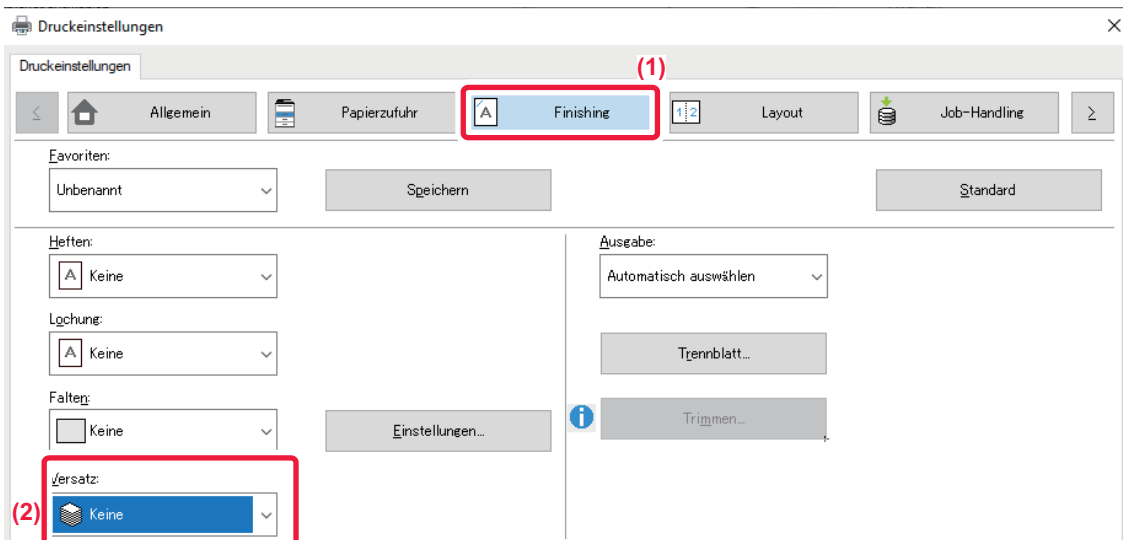 Druckeinstellungen
Druckeinstellungen
(1)
Allgemein
Papierzufuhr
A Finishing
1 2 Layout
Job-Handling
Favoriten:
Unbenannt
Speichern
Standard
Heften:
A Keine
Ausgabe:
Automatisch auswählen
Lochung:
A Keine
Trennblatt...
Falten:
Keine
Einstellungen...
Trimmen...
Versatz:
(2)
Keine